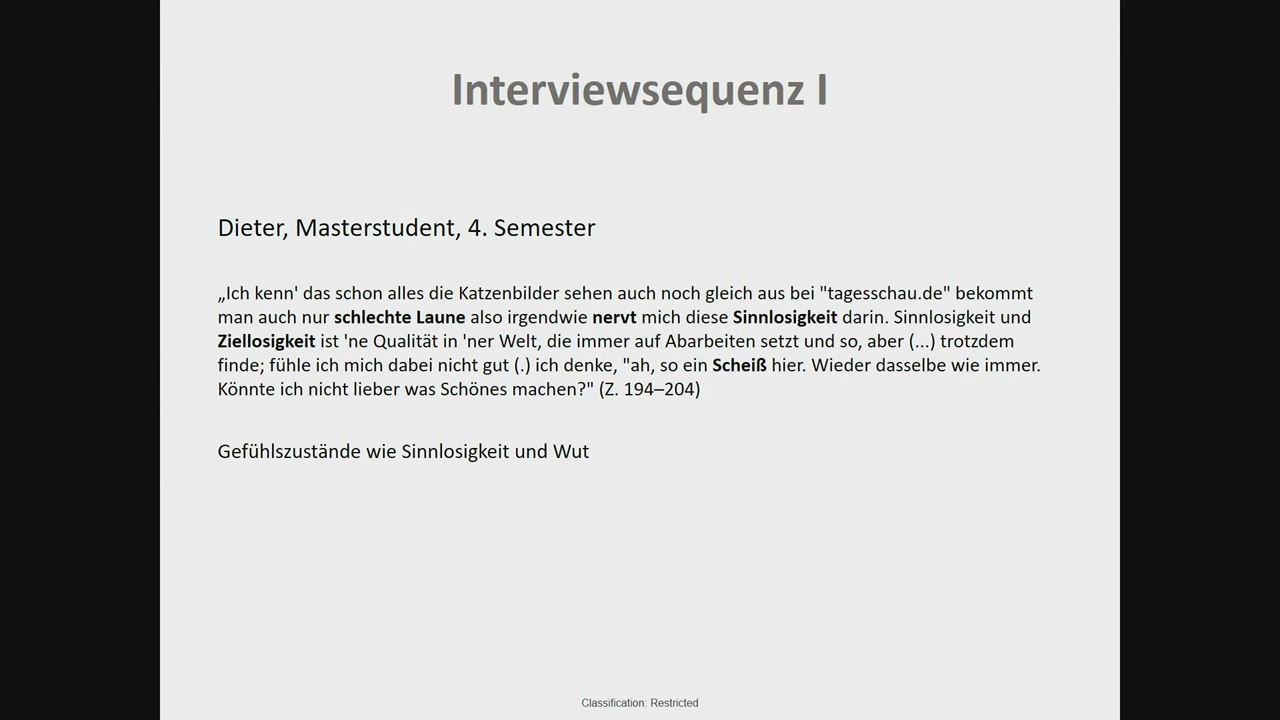 Interviewsequenz I
Dieter, Masterstudent, 4. Semester
„Ich kenn' das schon alles die Katzenbilder sehen auch noch gleich aus bei "tagesschau.de" bekommt
man auch nur schlechte Laune also irgendwie nervt mich diese Sinnlosigkeit darin. Sinnlosigkeit und
Ziellosigkeit ist 'ne Qualität in 'ner Welt, die immer auf Abarbeiten setzt und so, aber (...) trotzdem
finde; fühle ich mich dabei nicht gut (.) ich denke, "ah, so ein Scheiß hier. Wieder dasselbe wie immer.
Könnte ich nicht lieber was Schönes machen?" (Z. 194–204)
Gefühlszustände wie Sinnlosigkeit und Wut
Classification: Restricted